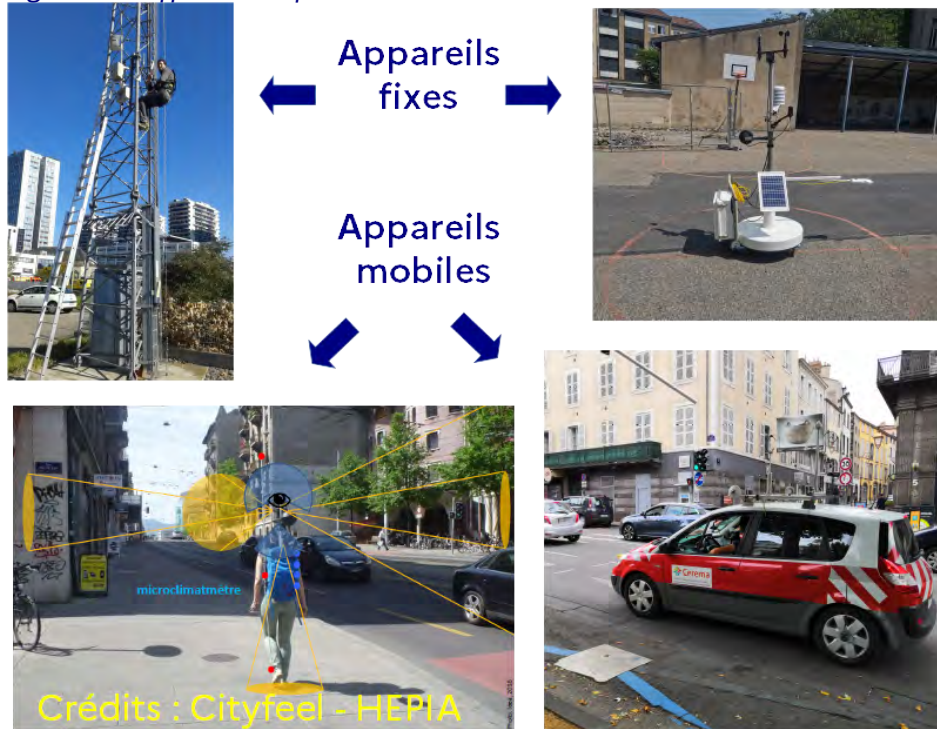 Appareils
fixes
Appareils
mobiles
microclimatmètre
Cerema
Crédits : Cityfeel - HEPIA